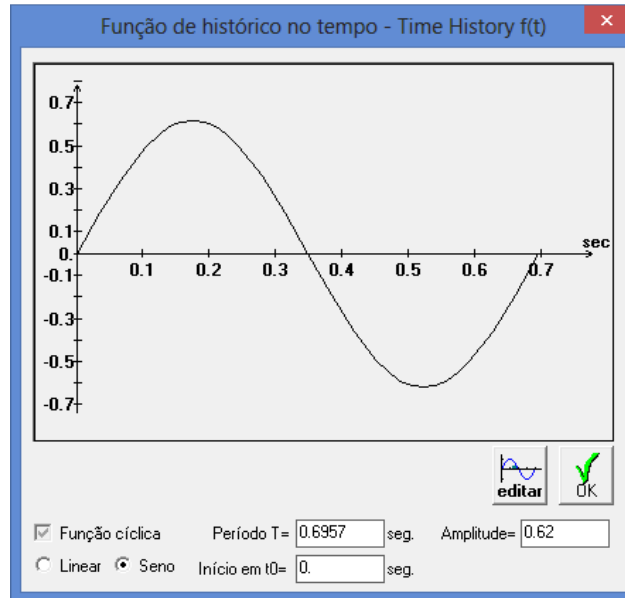 Função de histórico no tempo - Time History f(t)
×
0.7
0.5
0.3
0.1
0.
-0.1
-0.3
-0.5
-0.7
0.1 0.2 0.3 0.4 0.5 0.6 0.7
sec
editar OK
Função cíclica Período T= 0.6957 seg. Amplitude= 0.62
Linear Seno Início em t0= 0. seg.